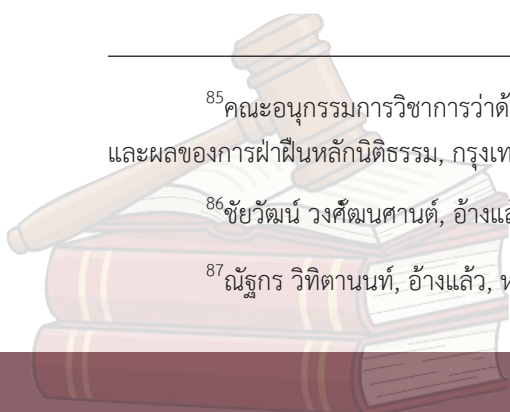 85คณะอนุกรรมการวิชาการว่าด้
และผลของการฝ่าฝืนหลักนิติธรรม, กรุงเท
86ชัยวัฒน์ วงศ์วัฒนศานต์, อ้างแล้
87ณัฐกร วิทิตานนท์, อ้างแล้ว, ห